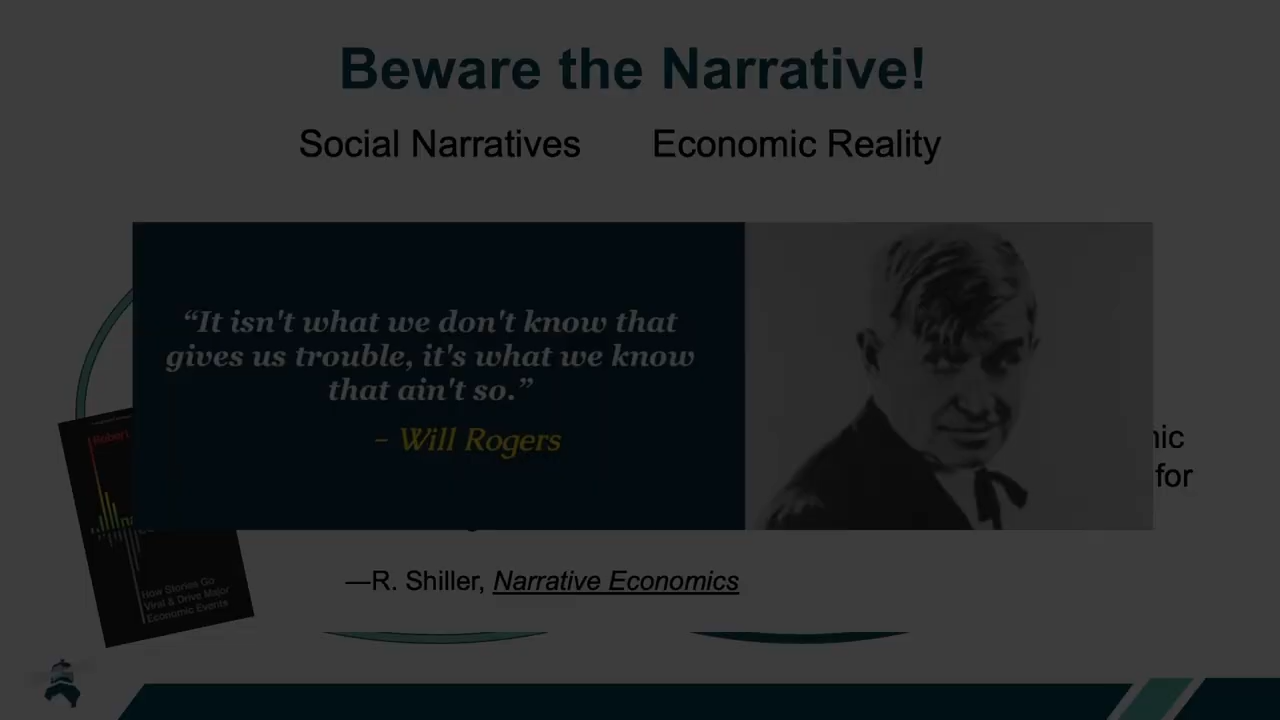 Beware the Narrative!
Social Narratives Economic Reality
“It isn't what we don't know that
gives us trouble, it's what we know
that ain't so.”
- Will Rogers
for
—R. Shiller, Narrative Economics
How Stories Go
Viral & Drive Major
Economic Events